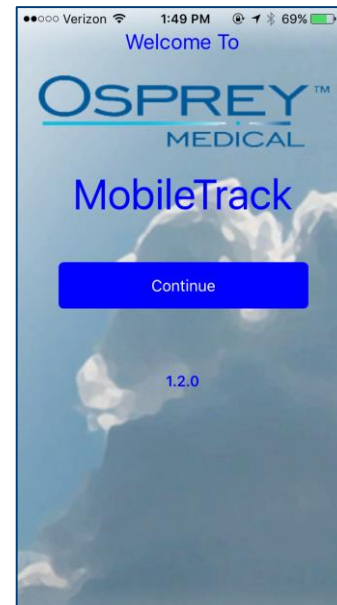 ●●○○○ Verizon 1:49 PM 69%
Welcome To
OSPREY™
MEDICAL
MobileTrack
Continue
1.2.0